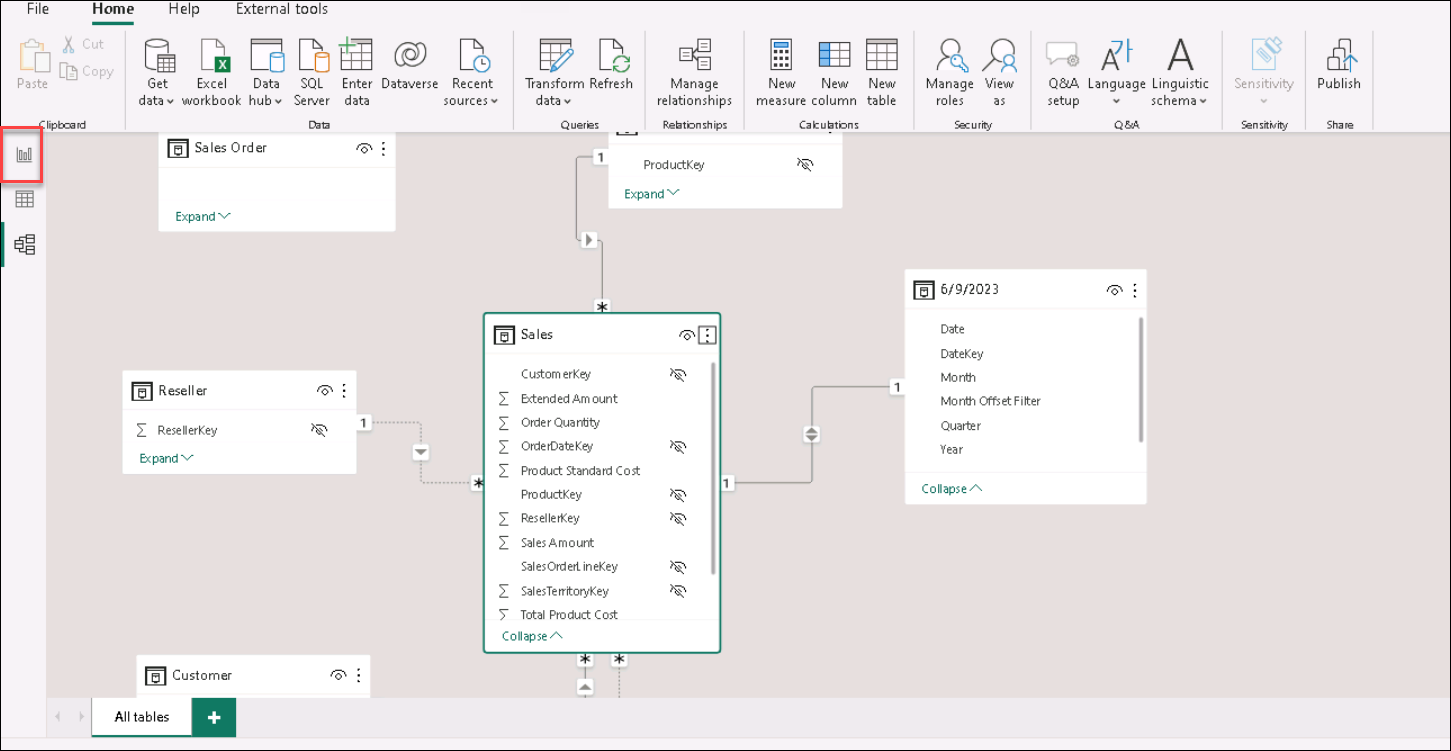 File Home Help External tools
Cut
Copy
Paste
Get data
Excel workbook
Data hub
SQL Server
Enter data
Dataverse
Recent sources
Transform data
Refresh
Manage relationships
New measure
New column
New table
Manage roles
View as
Q&A setup
Language
Linguistic schema
Sensitivity
Publish
Clipboard Data Queries Relationships Calculations Security Q&A Sensitivity Share
Sales Order
Expand
1
ProductKey
Expand
*
Sales
CustomerKey
Extended Amount
Order Quantity
OrderDateKey
Product Standard Cost
ProductKey
ResellerKey
Sales Amount
SalesOrderLineKey
SalesTerritoryKey
Total Product Cost
Collapse
* *
Reseller
ResellerKey
Expand
1
*
1
1
6/9/2023
Date
DateKey
Month
Month Offset Filter
Quarter
Year
Collapse
Customer
All tables +